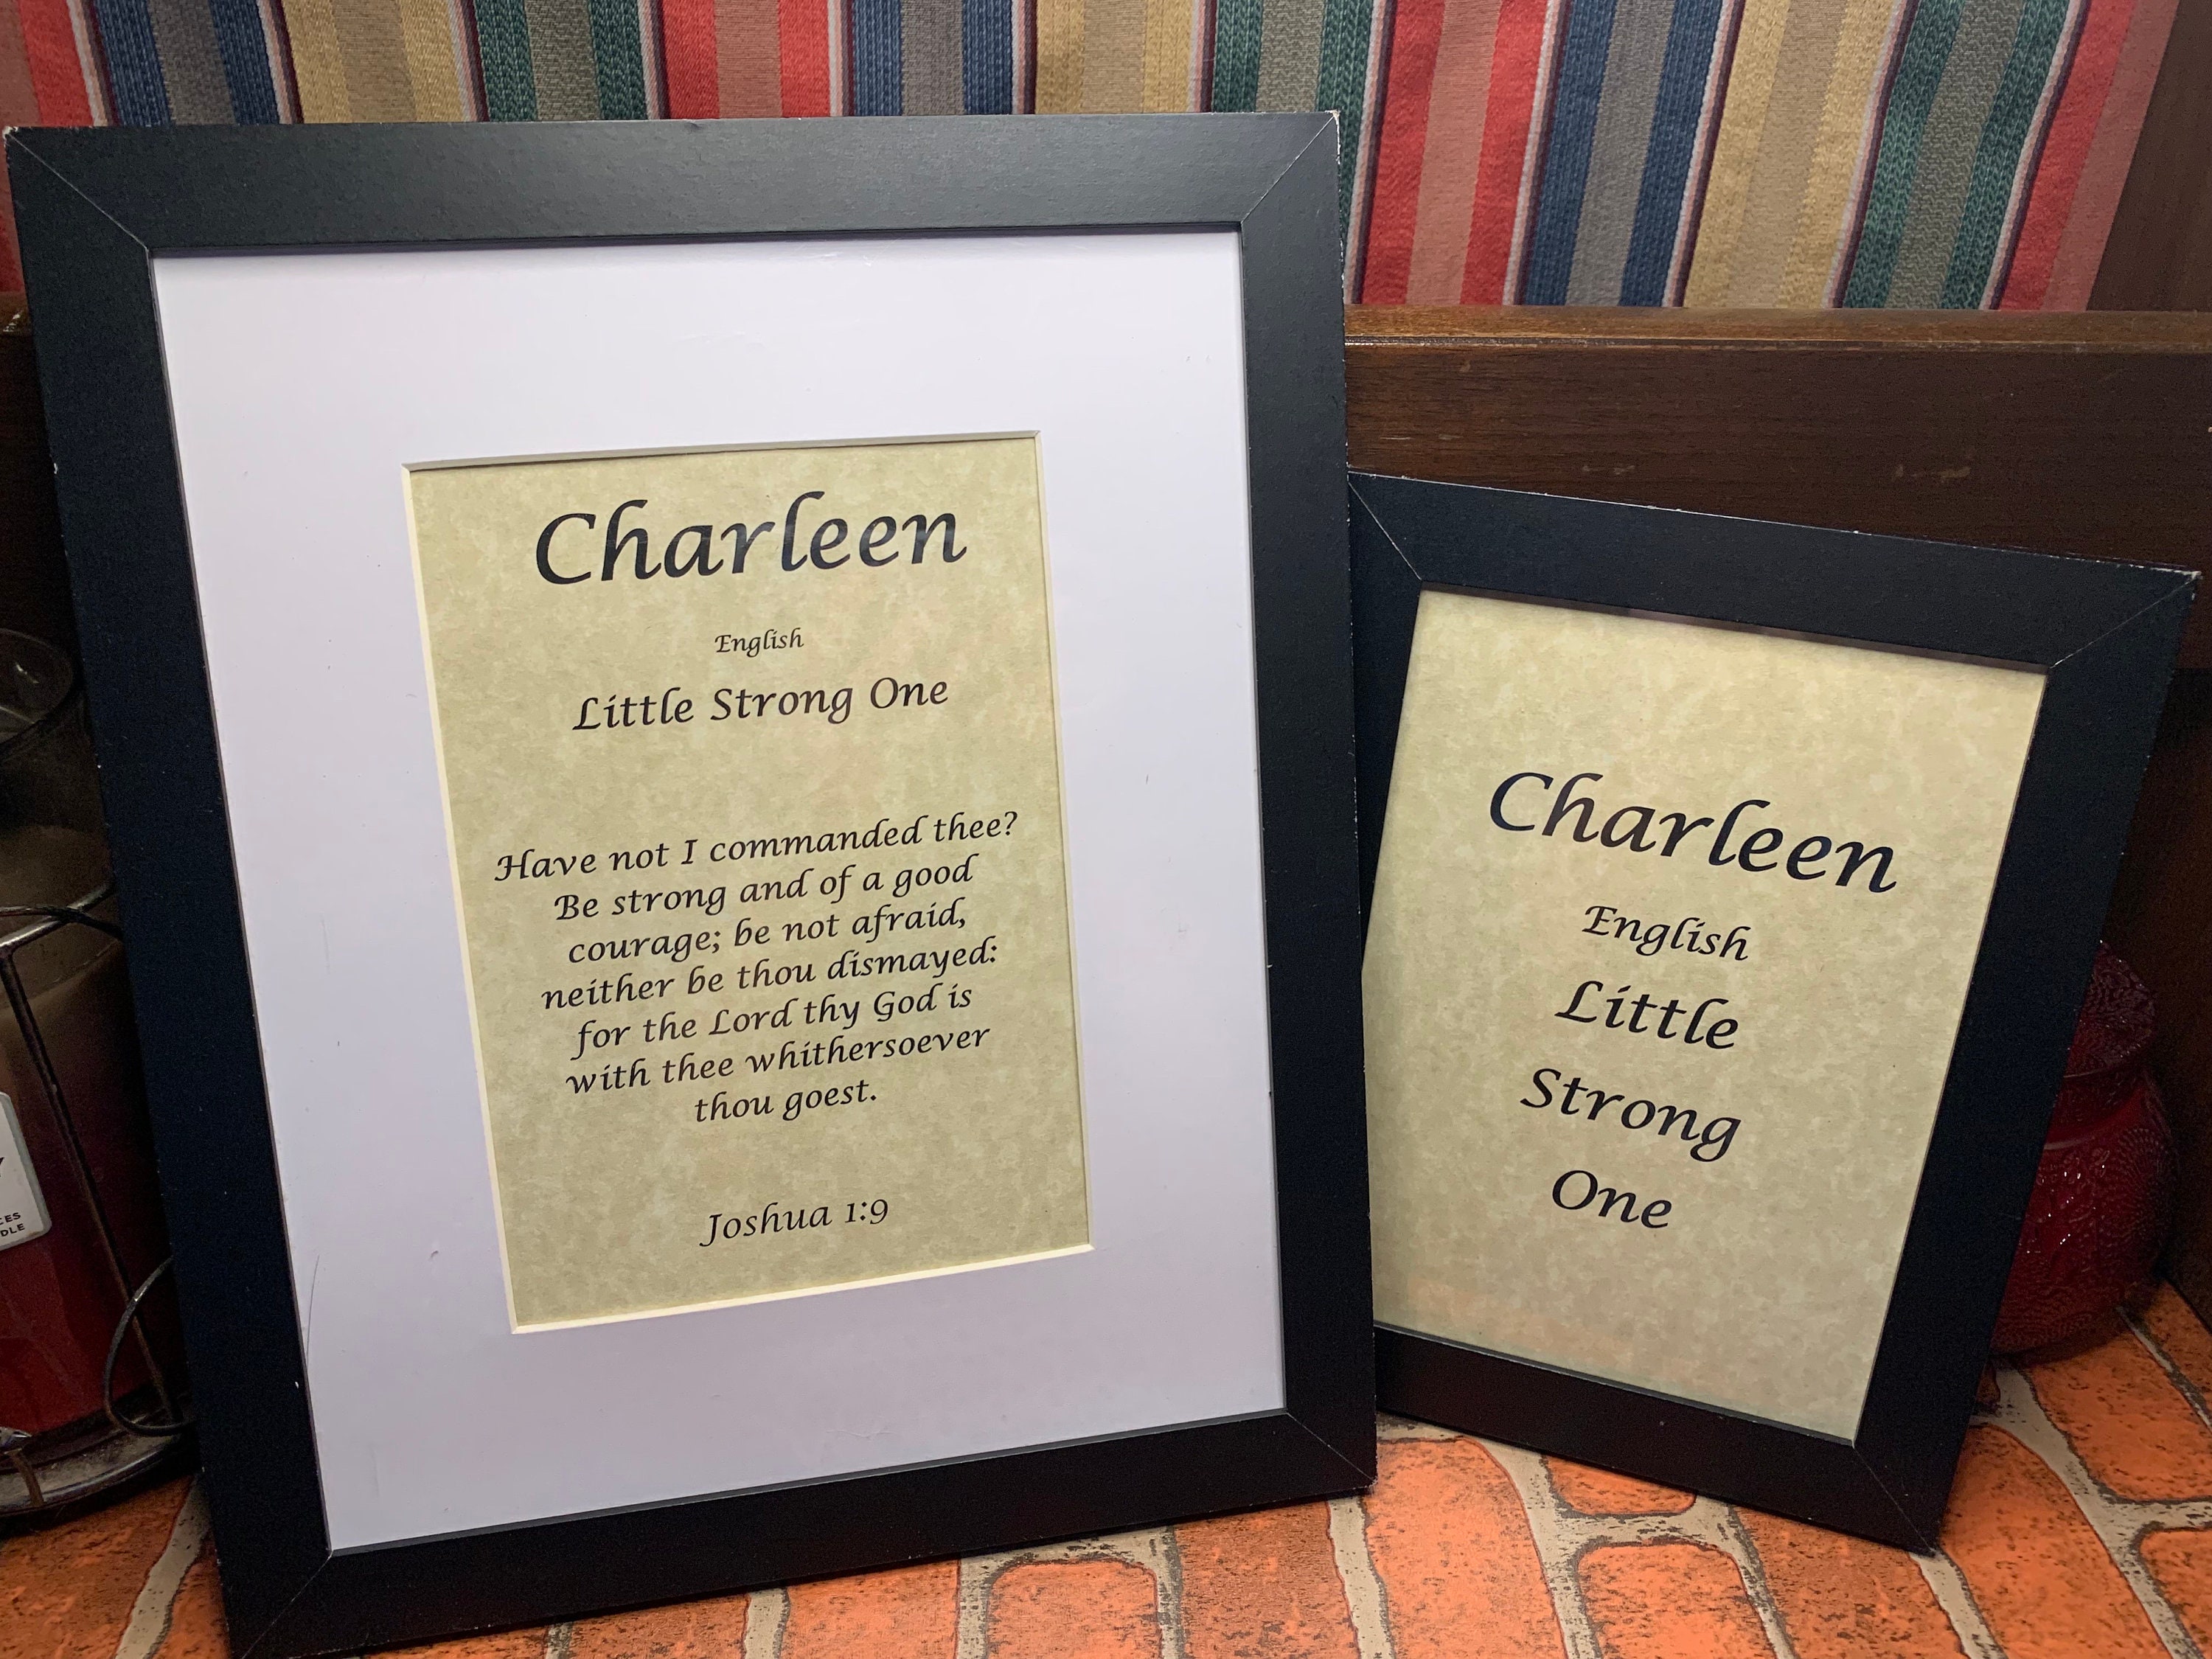 Charleen
English
Little Strong One
Have not I commanded thee?
Be strong and of a good
courage; be not afraid,
neither be thou dismayed:
for the Lord thy God is
with thee whithersoever
thou goest.
Joshua 1:9
Charleen
English
Little
Strong
One